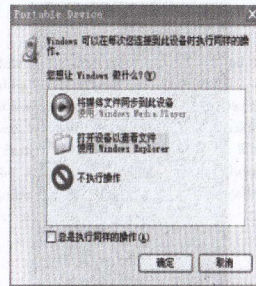 Portable Device
Windows 可以在每次您连接到此设备时执行同样的操
作。
您想让 Windows 做什么?(Y)
将媒体文件同步到此设备
使用 Windows Media Player
打开设备以查看文件
使用 Windows Explorer
不执行操作
总是执行同样的操作(A)
确定
取消